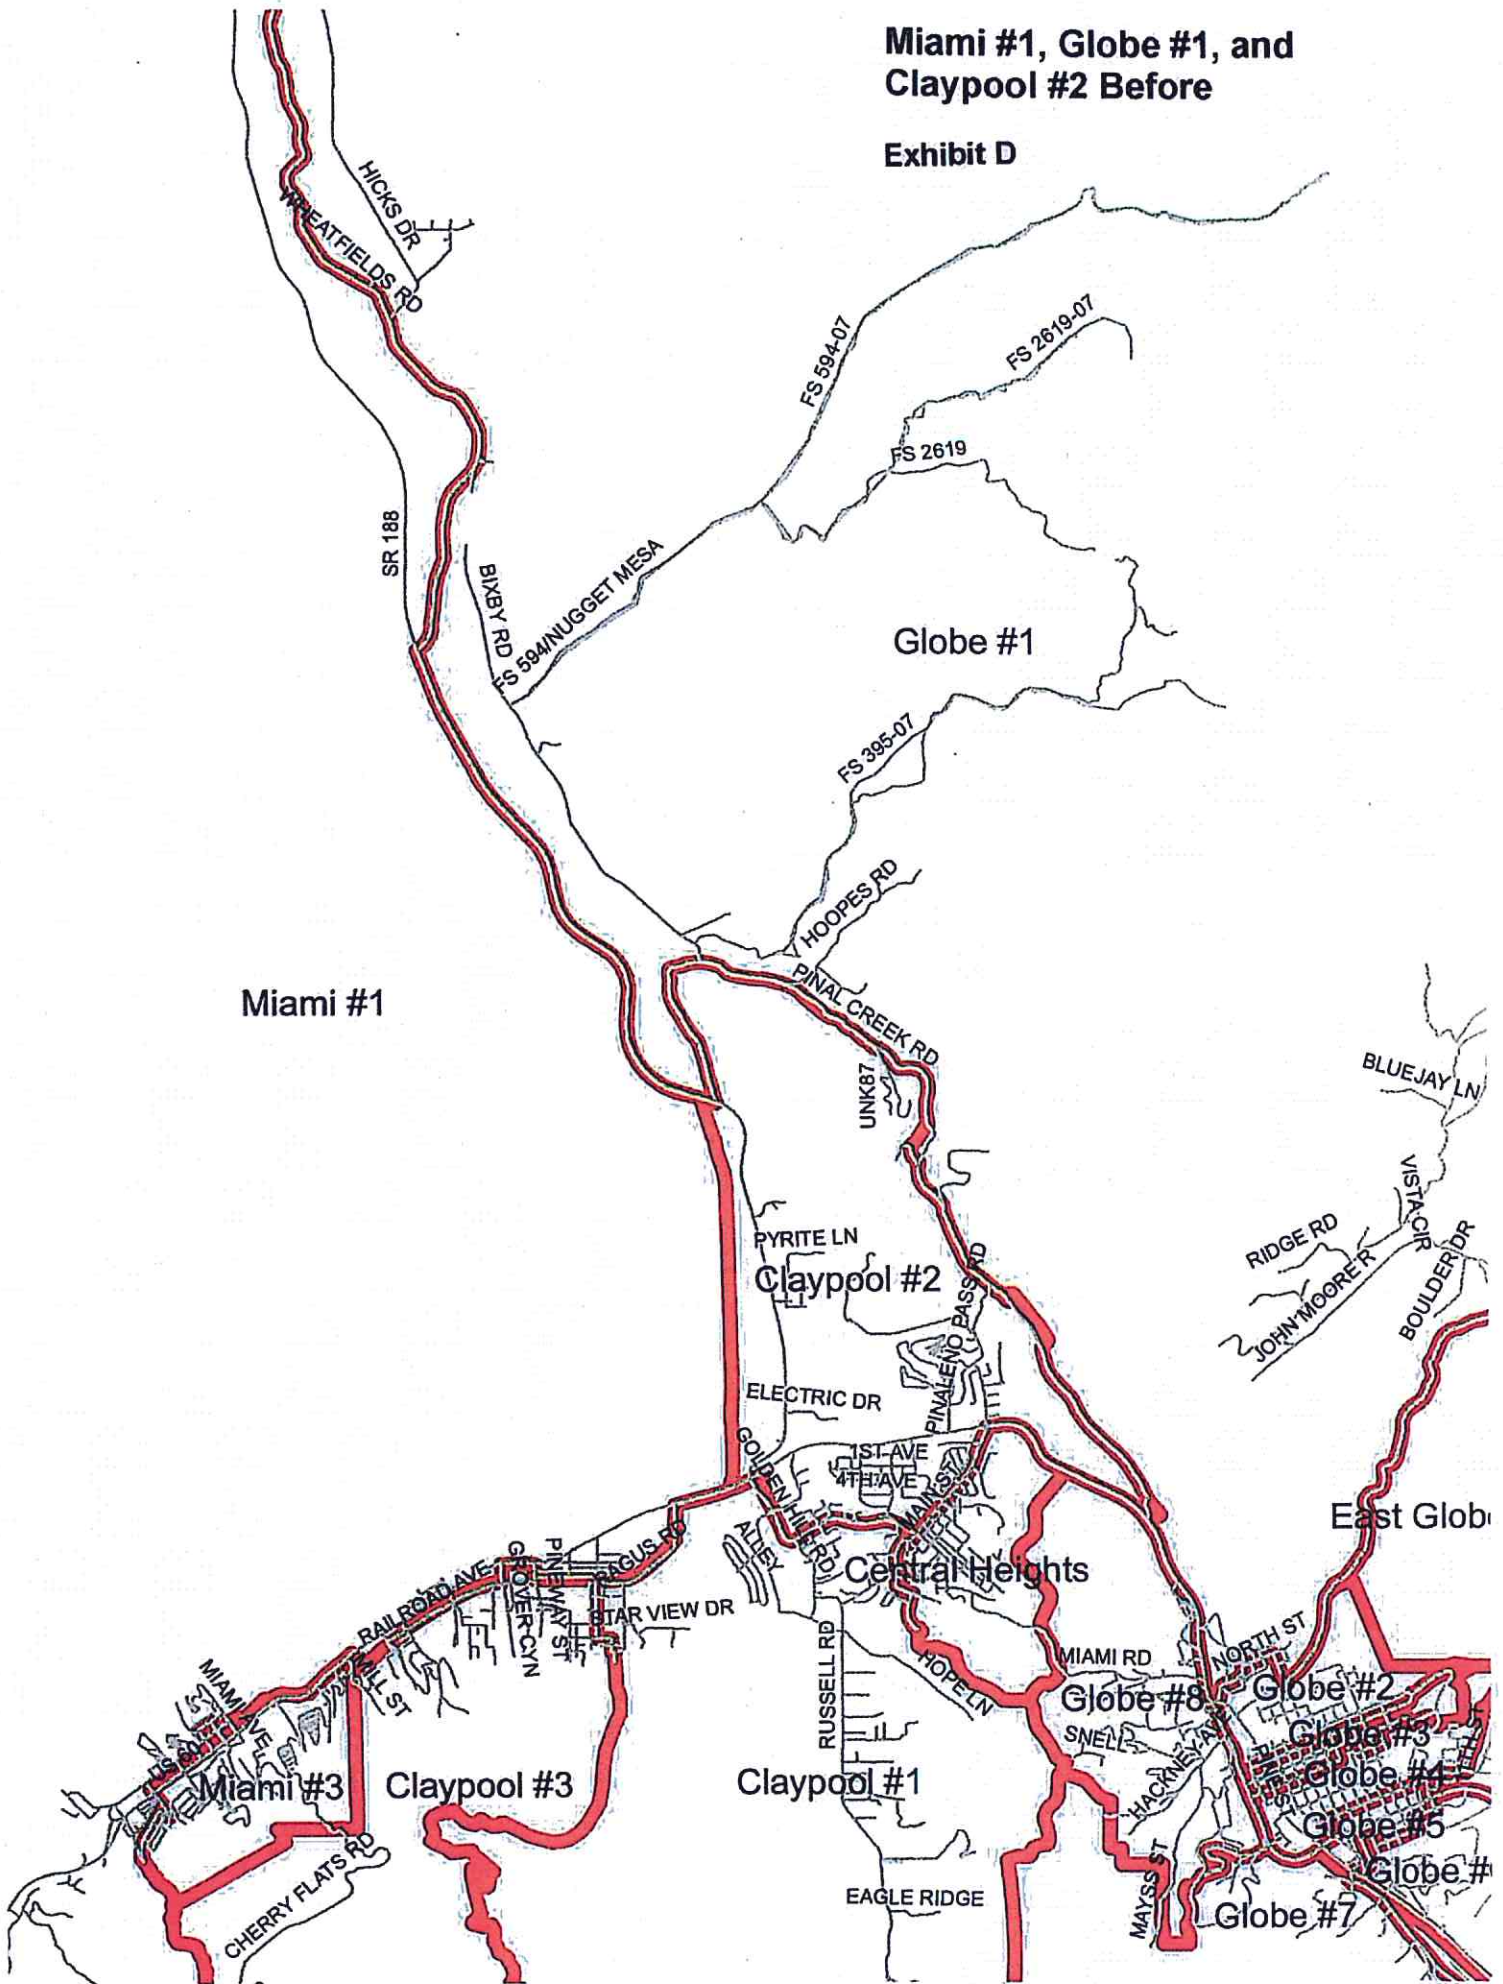 Miami #1, Globe #1, and
Claypool #2 Before
Exhibit D
HICKS DR
WHEATFIELDS RD
FS 594-07
FS 2619-07
FS 2619
SR 188
BIXBY RD
FS 594/NUGGET MESA
Globe #1
FS 395-07
HOOPES RD
Miami #1
PINAL CREEK RD
UNK87
BLUEJAY LN
VISTA CIR
RIDGE RD
JOHN MOORE R
BOULDER DR
PYRITE LN
Claypool #2
PINALENO PASS RD
ELECTRIC DR
GOLDEN HILL RD
1ST AVE
4TH AVE
MAIN ST
East Glob
RAGUS RD
ALLEY
Central Heights
PINEWAY ST
GROVER CYN
RAILROAD AVE
STAR VIEW DR
MIAMI RD
NORTH ST
RUSSELL RD
HOPE LN
MILL ST
MIAMI AVE
Globe #8
Globe #2
SNELL
HACKNEY AVE
Globe #3
US 60
Miami #3
Claypool #3
Claypool #1
Globe #4
Globe #5
CHERRY FLATS RD
EAGLE RIDGE
MAYS ST
Globe #7
Globe #